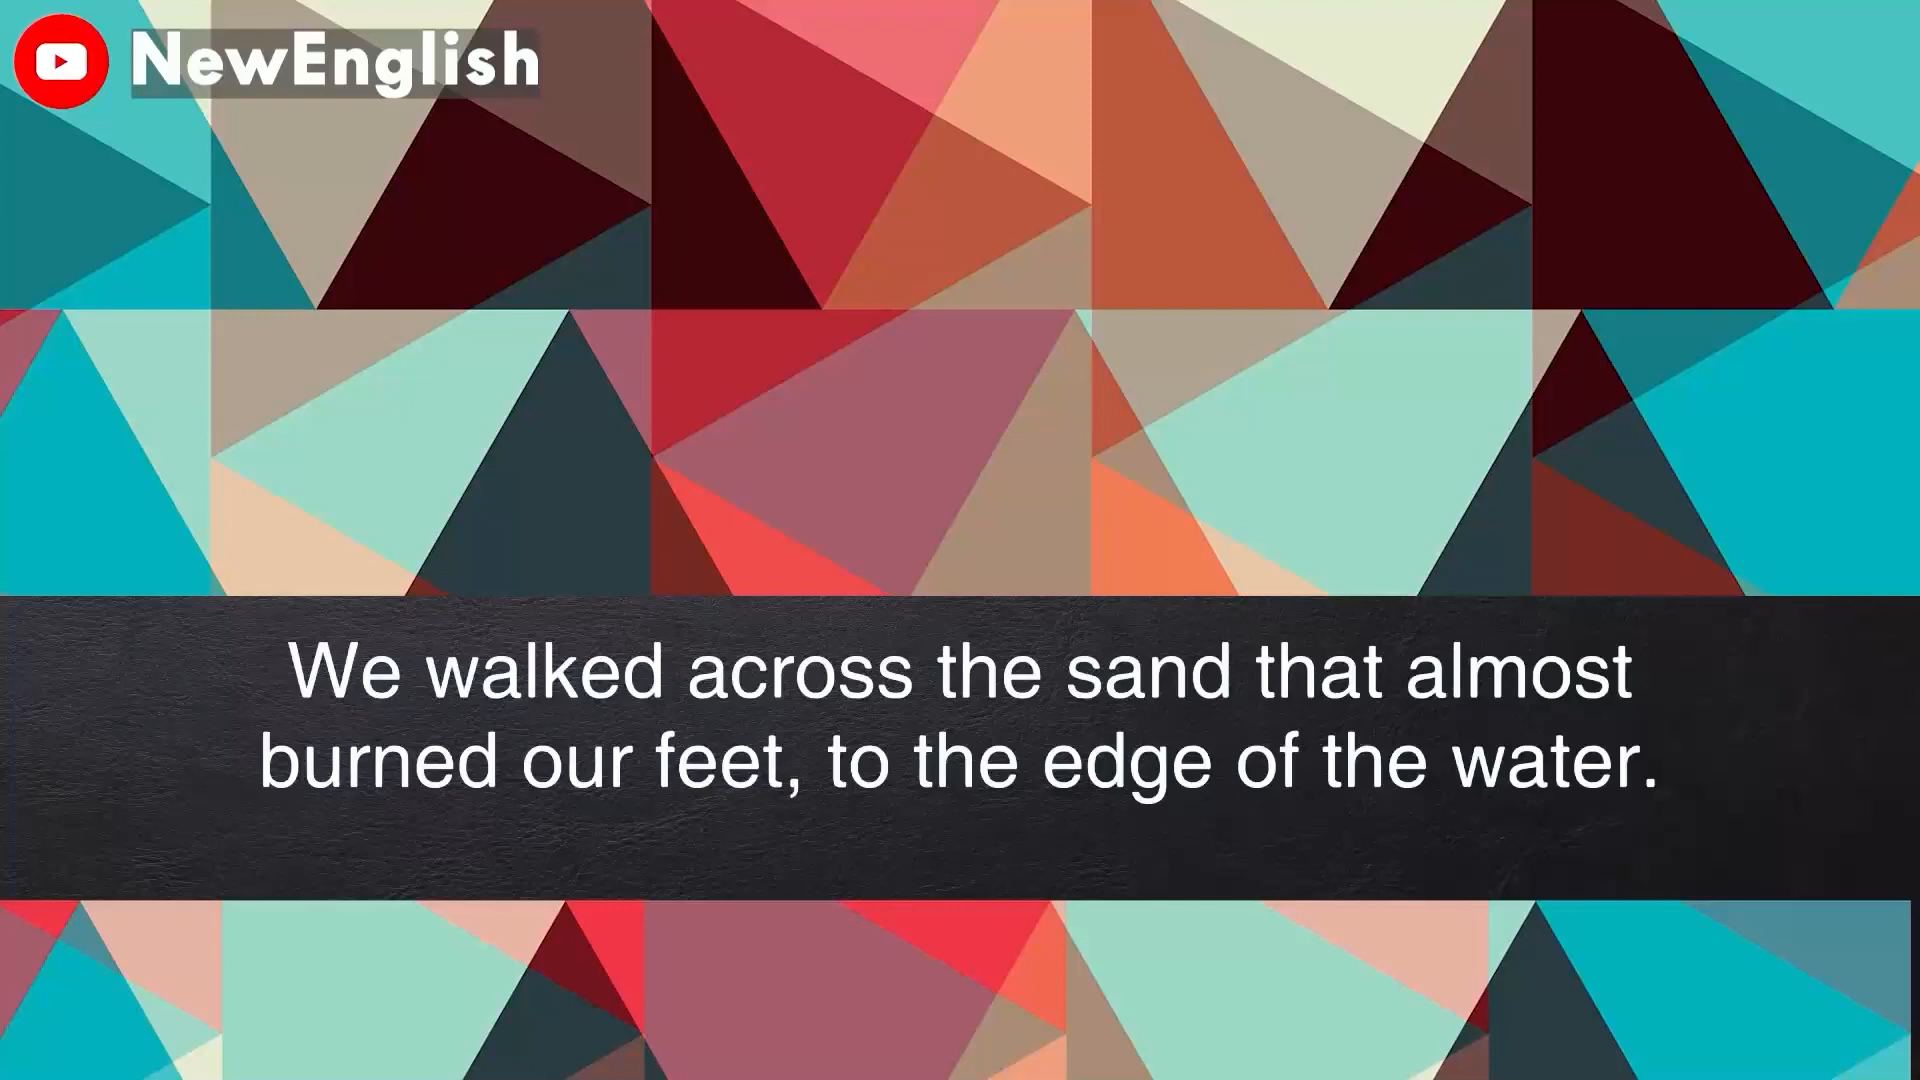 NewEnglish
We walked across the sand that almost
burned our feet, to the edge of the water.